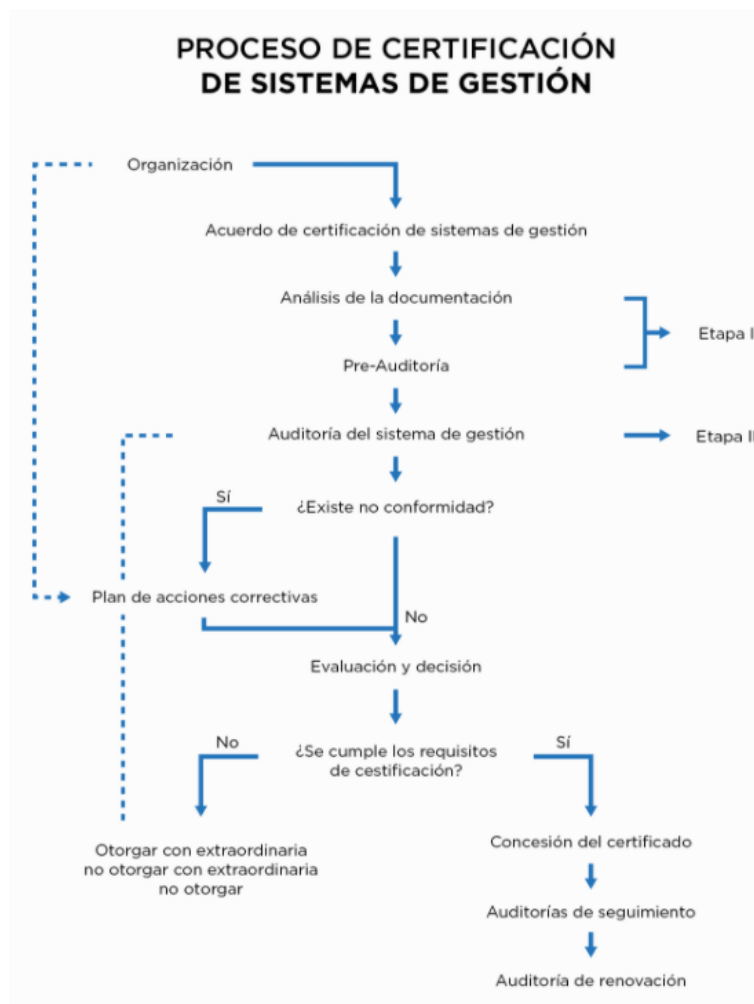 PROCESO DE CERTIFICACIÓN
DE SISTEMAS DE GESTIÓN
Organización
Acuerdo de certificación de sistemas de gestión
Análisis de la documentación
Etapa I
Pre-Auditoría
Auditoría del sistema de gestión
Etapa II
Sí
¿Existe no conformidad?
Plan de acciones correctivas
No
Evaluación y decisión
No
¿Se cumple los requisitos
de cestificación?
Sí
Otorgar con extraordinaria
no otorgar con extraordinaria
no otorgar
Concesión del certificado
Auditorías de seguimiento
Auditoría de renovación